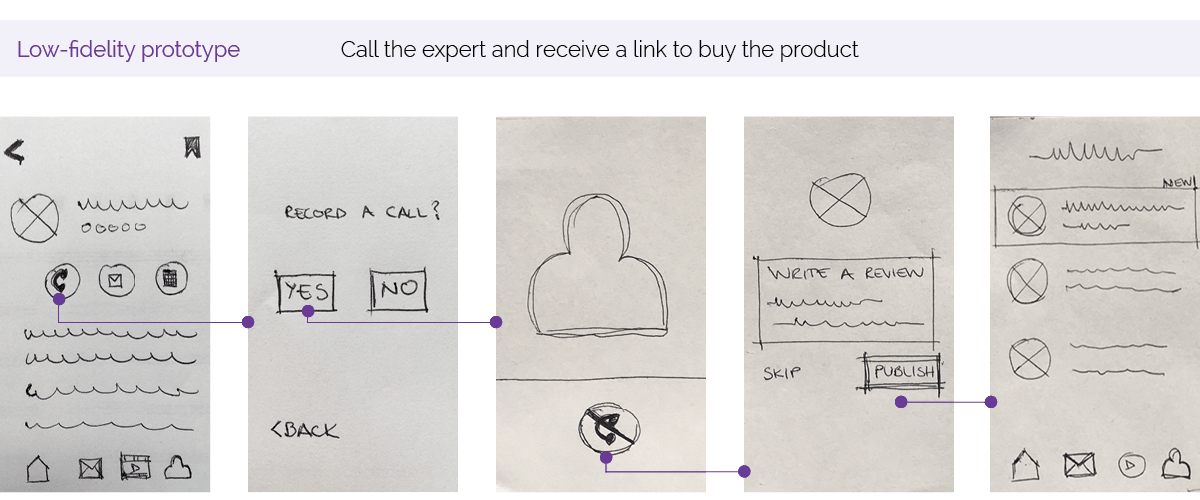 Low-fidelity prototype
Call the expert and receive a link to buy the product
RECORD A CALL?
YES
NO
<BACK
WRITE A REVIEW
SKIP
PUBLISH
NEW!